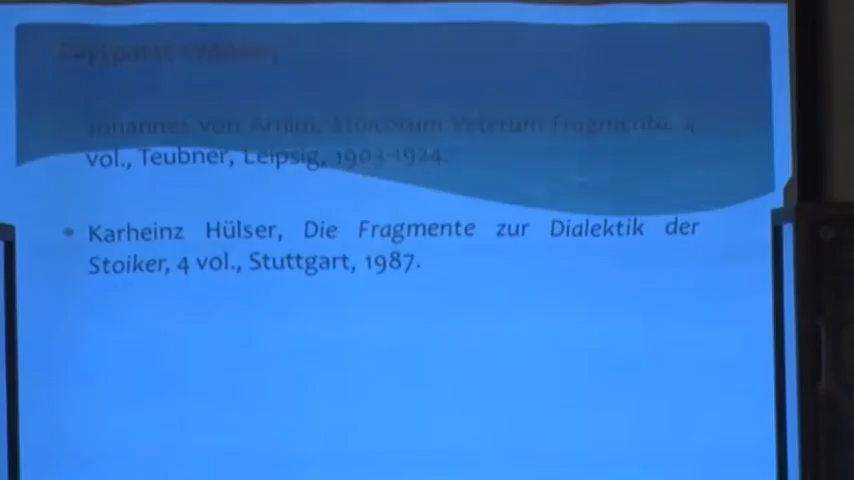 Johannes von Arnim, Stoicorum Veterum Fragmenta, 4
vol., Teubner, Leipsig, 1903-1924.
• Karheinz Hülser, Die Fragmente zur Dialektik der
Stoiker, 4 vol., Stuttgart, 1987.